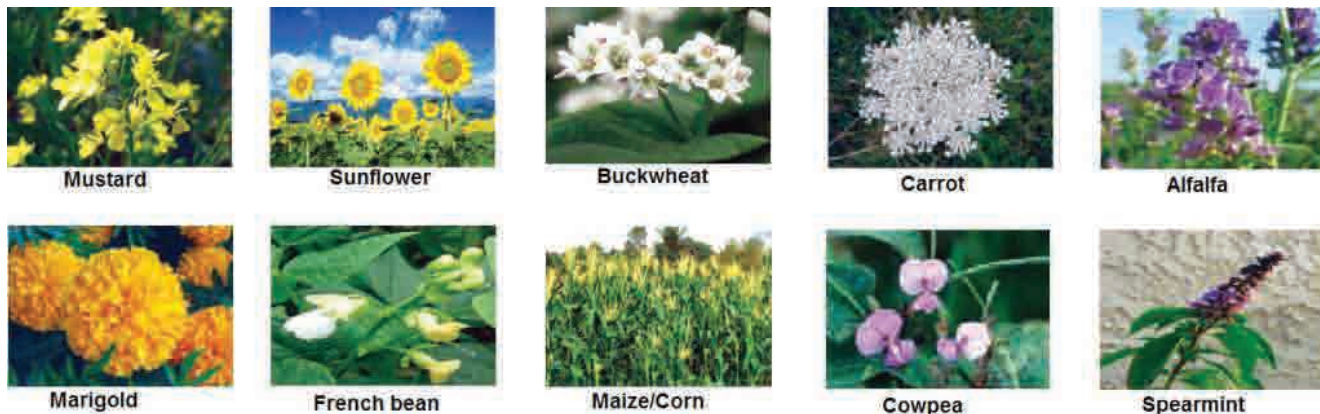 Mustard
Sunflower
Buckwheat
Carrot
Alfalfa
Marigold
French bean
Maize/Corn
Cowpea
Spearmint